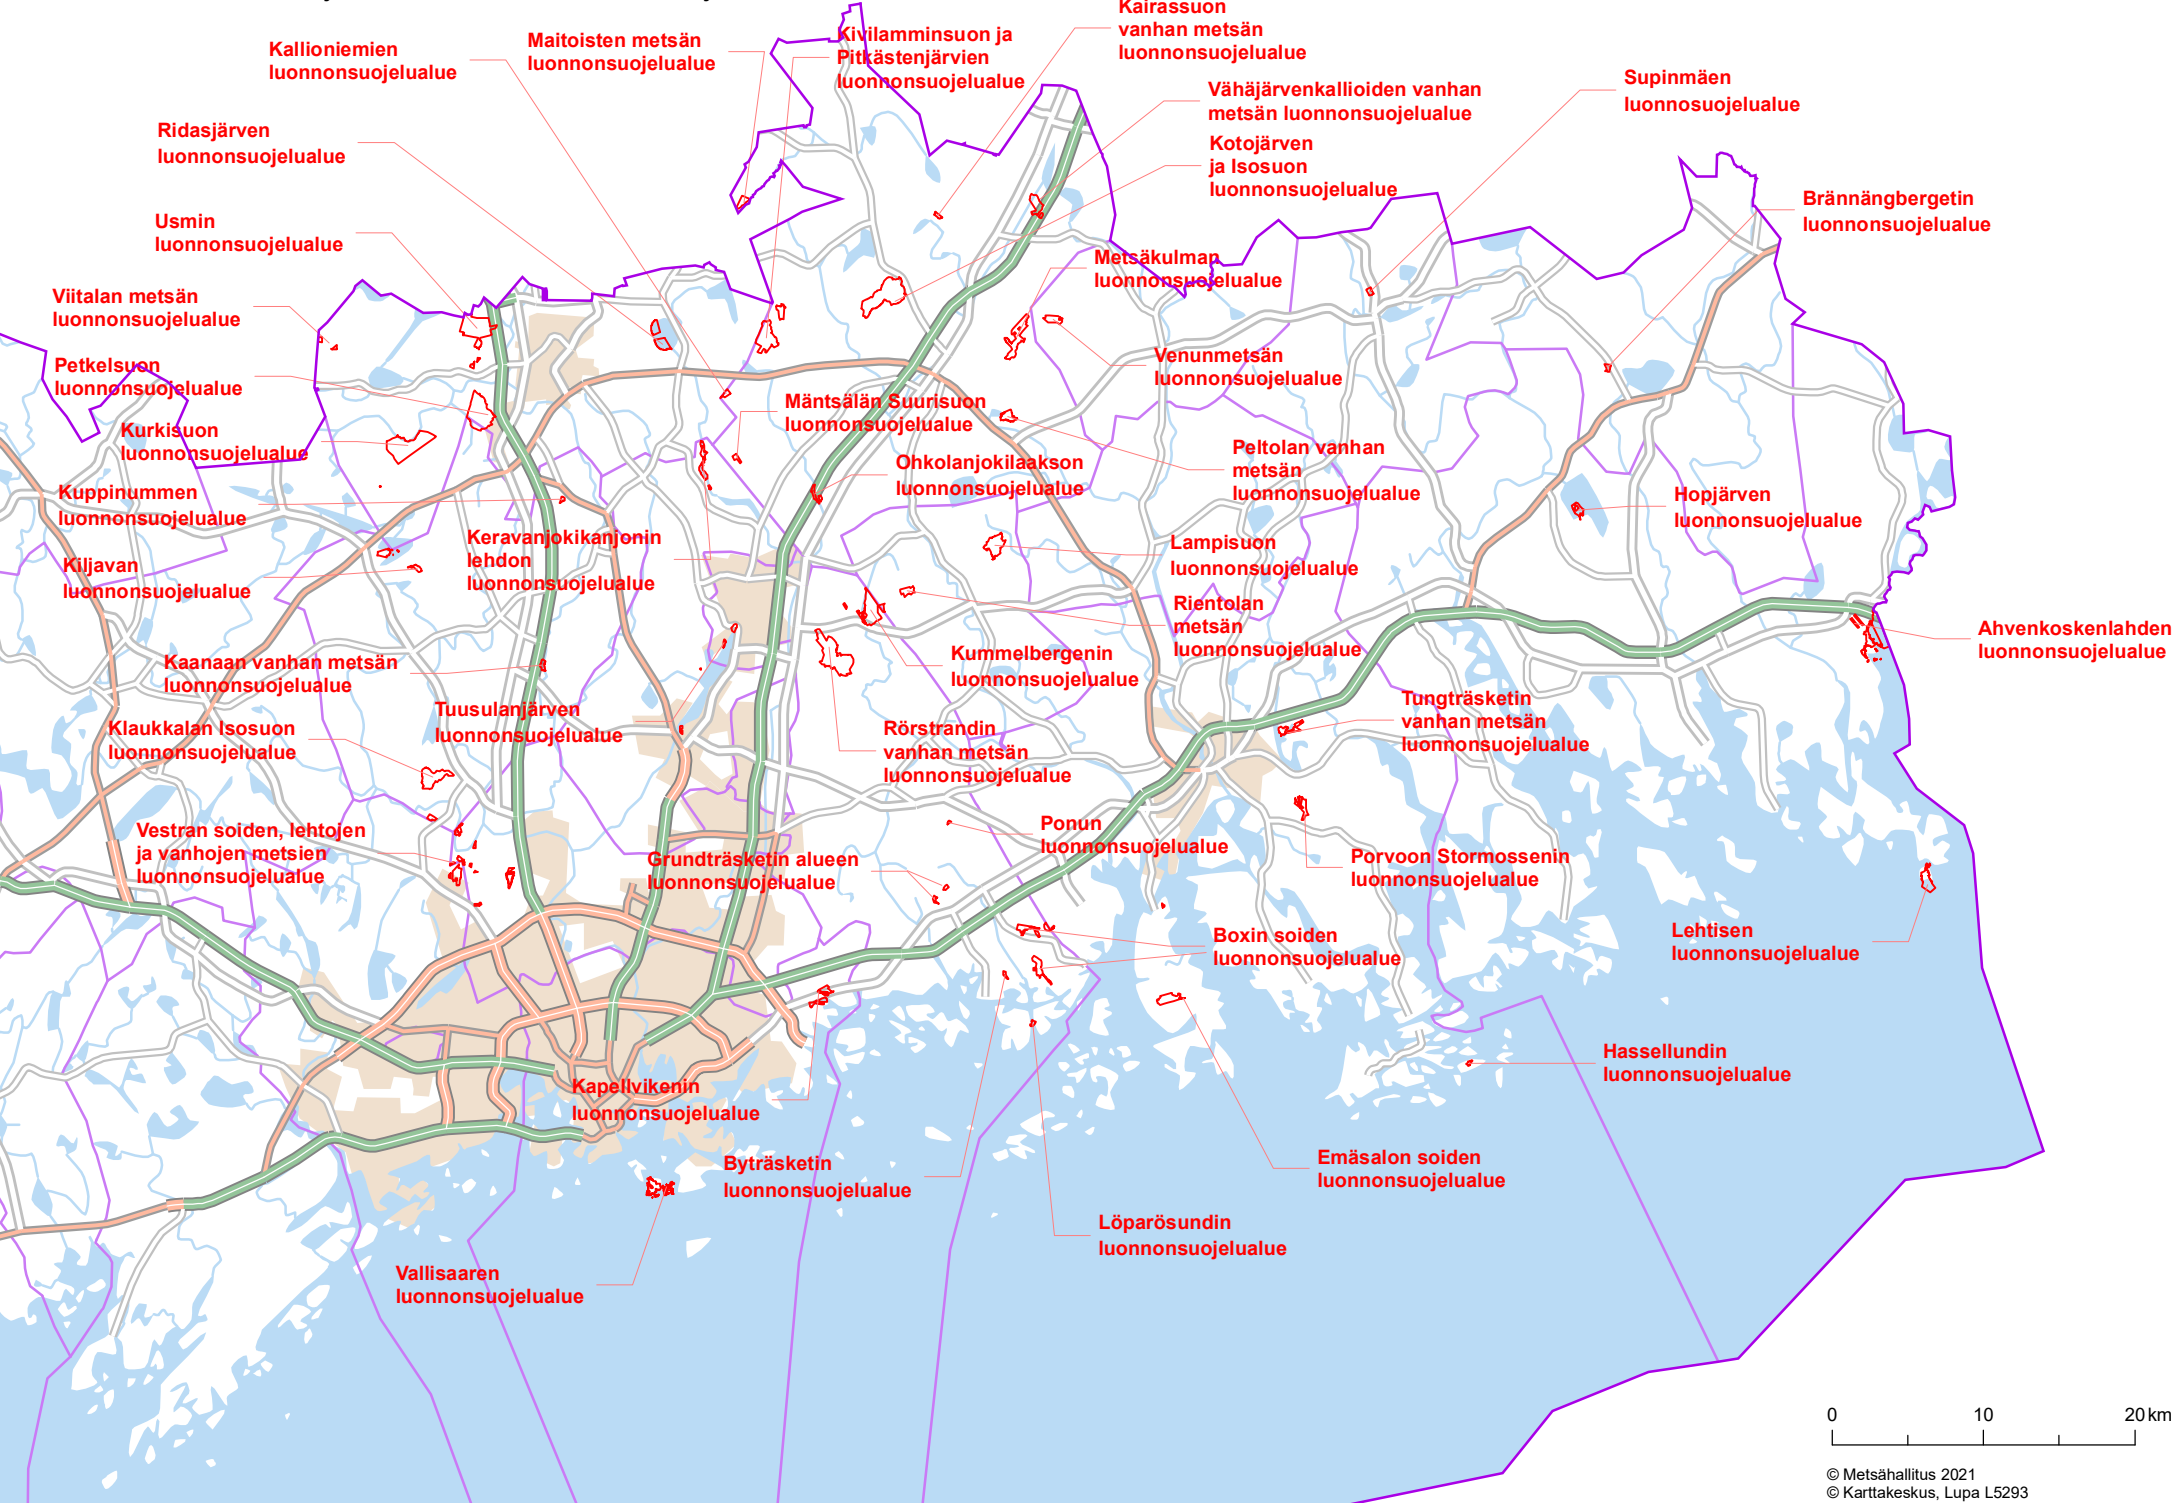 Kairassuon
vanhan metsän
luonnonsuojelualue
Kivilamminsuon ja
Pitkästenjärvien
luonnonsuojelualue
Maitoisten metsän
luonnonsuojelualue
Kallioniemien
luonnonsuojelualue
Vähäjärvenkallioiden vanhan
metsän luonnonsuojelualue
Supinmäen
luonnosuojelualue
Ridasjärven
luonnonsuojelualue
Kotojärven
ja Isosuon
luonnonsuojelualue
Brännängbergetin
luonnonsuojelualue
Usmin
luonnonsuojelualue
Metsäkulman
luonnonsuojelualue
Viitalan metsän
luonnonsuojelualue
Venunmetsän
luonnonsuojelualue
Petkelsuon
luonnonsuojelualue
Mäntsälän Suurisuon
luonnonsuojelualue
Kurkisuon
luonnonsuojelualue
Peltolan vanhan
metsän
luonnonsuojelualue
Ohkolanjokilaakson
luonnonsuojelualue
Hopjärven
luonnonsuojelualue
Kuppinummen
luonnonsuojelualue
Keravanjokikanjonin
lehdon
luonnonsuojelualue
Lampisuon
luonnonsuojelualue
Kiljavan
luonnonsuojelualue
Rientolan
metsän
luonnonsuojelualue
Ahvenkoskenlahden
luonnonsuojelualue
Kummelbergenin
luonnonsuojelualue
Kaanaan vanhan metsän
luonnonsuojelualue
Tungträsketin
vanhan metsän
luonnonsuojelualue
Tuusulanjärven
luonnonsuojelualue
Klaukkalan Isosuon
luonnonsuojelualue
Rörstrandin
vanhan metsän
luonnonsuojelualue
Vestran soiden, lehtojen
ja vanhojen metsien
luonnonsuojelualue
Ponun
luonnonsuojelualue
Grundträsketin alueen
luonnonsuojelualue
Porvoon Stormossenin
luonnonsuojelualue
Boxin soiden
luonnonsuojelualue
Lehtisen
luonnonsuojelualue
Hassellundin
luonnonsuojelualue
Kapellvikenin
luonnonsuojelualue
Byträsketin
luonnonsuojelualue
Emäsalon soiden
luonnonsuojelualue
Löparösundin
luonnonsuojelualue
Vallisaaren
luonnonsuojelualue
0 10 20 km
© Metsähallitus 2021
© Karttakeskus, Lupa L5293